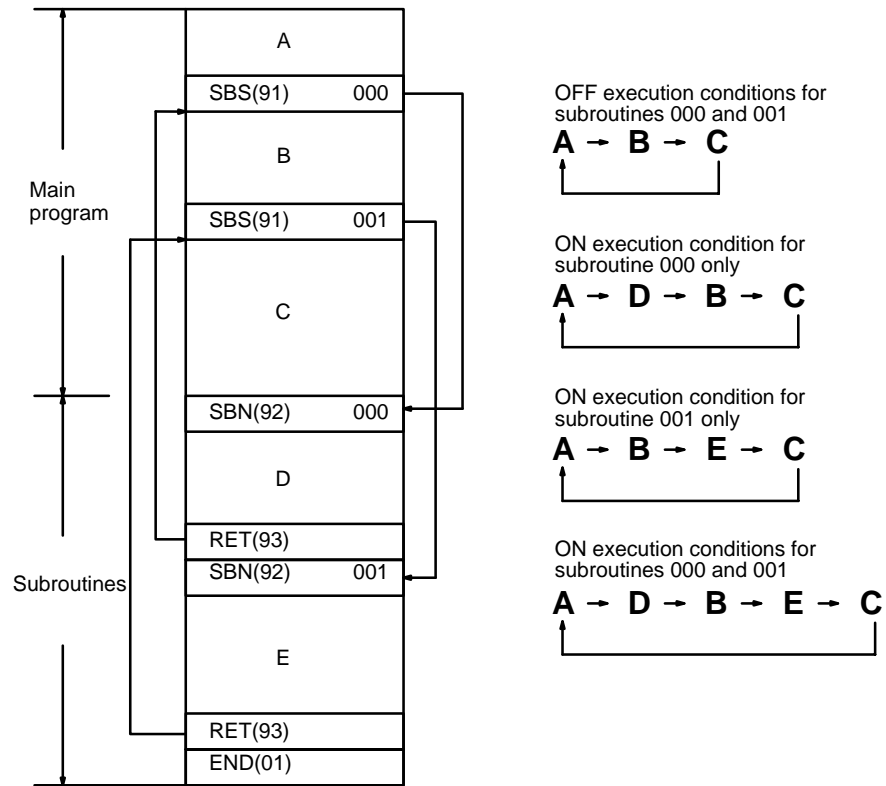 A
SBS(91) 000
B
Main
program
SBS(91) 001
C
SBN(92) 000
D
RET(93)
SBN(92) 001
Subroutines
E
RET(93)
END(01)
OFF execution conditions for
subroutines 000 and 001
A → B → C
ON execution condition for
subroutine 000 only
A → D → B → C
ON execution condition for
subroutine 001 only
A → B → E → C
ON execution conditions for
subroutines 000 and 001
A → D → B → E → C